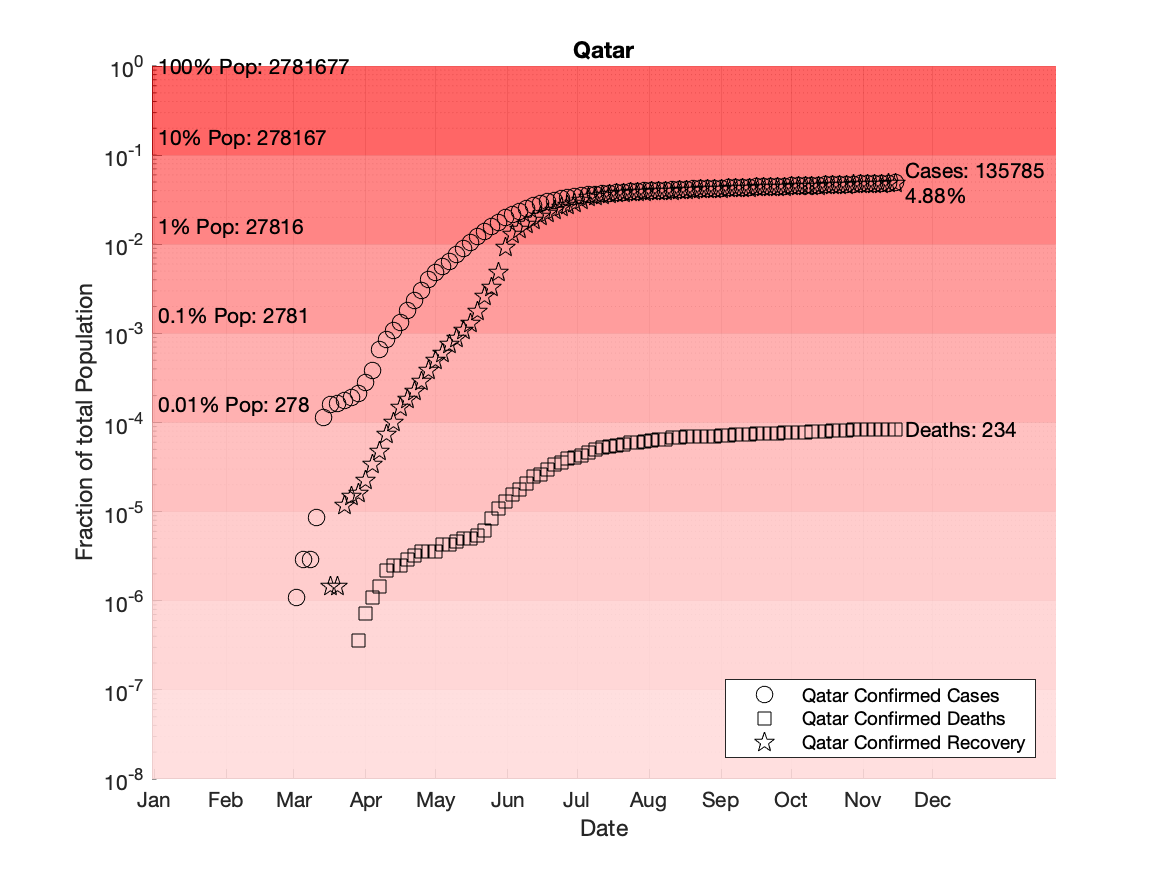 Qatar
10^0
100% Pop: 2781677
10% Pop: 278167
10^-1
Cases: 135785
4.88%
1% Pop: 27816
10^-2
0.1% Pop: 2781
10^-3
0.01% Pop: 278
10^-4
Deaths: 234
10^-5
10^-6
10^-7
10^-8
Fraction of total Population
Qatar Confirmed Cases
Qatar Confirmed Deaths
Qatar Confirmed Recovery
Jan Feb Mar Apr May Jun Jul Aug Sep Oct Nov Dec
Date